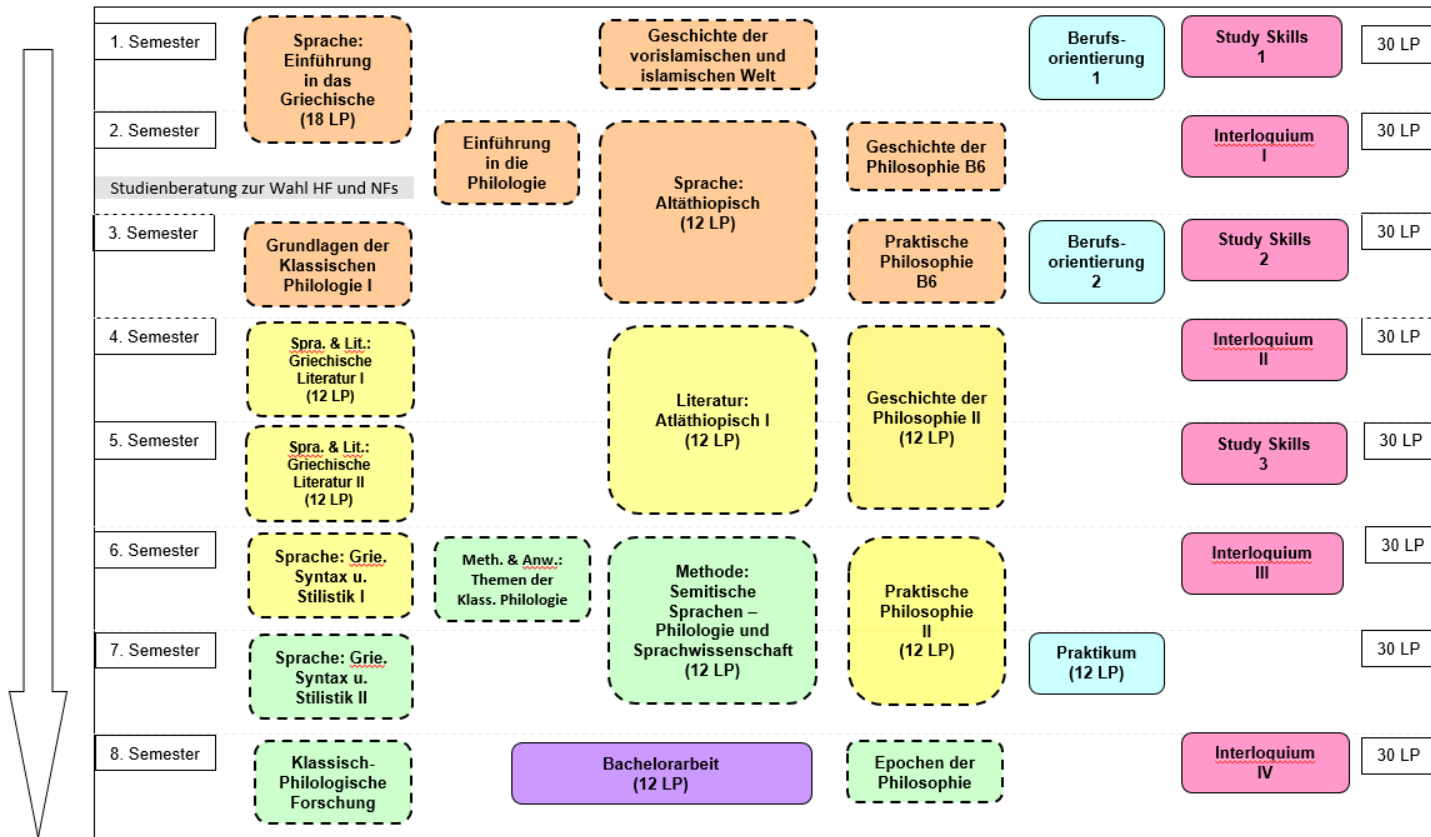 1. Semester
Sprache:
Einführung
in das
Griechische
(18 LP)
Geschichte der
vorislamischen und
islamischen Welt
Berufs-
orientierung
1
Study Skills
1
30 LP
2. Semester
Einführung
in die
Philologie
Sprache:
Altäthiopisch
(12 LP)
Geschichte der
Philosophie B6
Interloquium
I
30 LP
Studienberatung zur Wahl HF und NFs
3. Semester
Grundlagen der
Klassischen
Philologie I
Praktische
Philosophie
B6
Berufs-
orientierung
2
Study Skills
2
30 LP
4. Semester
Spra. & Lit.:
Griechische
Literatur I
(12 LP)
Literatur:
Atläthiopisch I
(12 LP)
Geschichte der
Philosophie II
(12 LP)
Interloquium
II
30 LP
5. Semester
Spra. & Lit.:
Griechische
Literatur II
(12 LP)
Study Skills
3
30 LP
6. Semester
Sprache: Grie.
Syntax u.
Stilistik I
Meth. & Anw.:
Themen der
Klass. Philologie
Methode:
Semitische
Sprachen –
Philologie und
Sprachwissenschaft
(12 LP)
Praktische
Philosophie
II
(12 LP)
Interloquium
III
30 LP
7. Semester
Sprache: Grie.
Syntax u.
Stilistik II
Praktikum
(12 LP)
30 LP
8. Semester
Klassisch-
Philologische
Forschung
Bachelorarbeit
(12 LP)
Epochen der
Philosophie
Interloquium
IV
30 LP